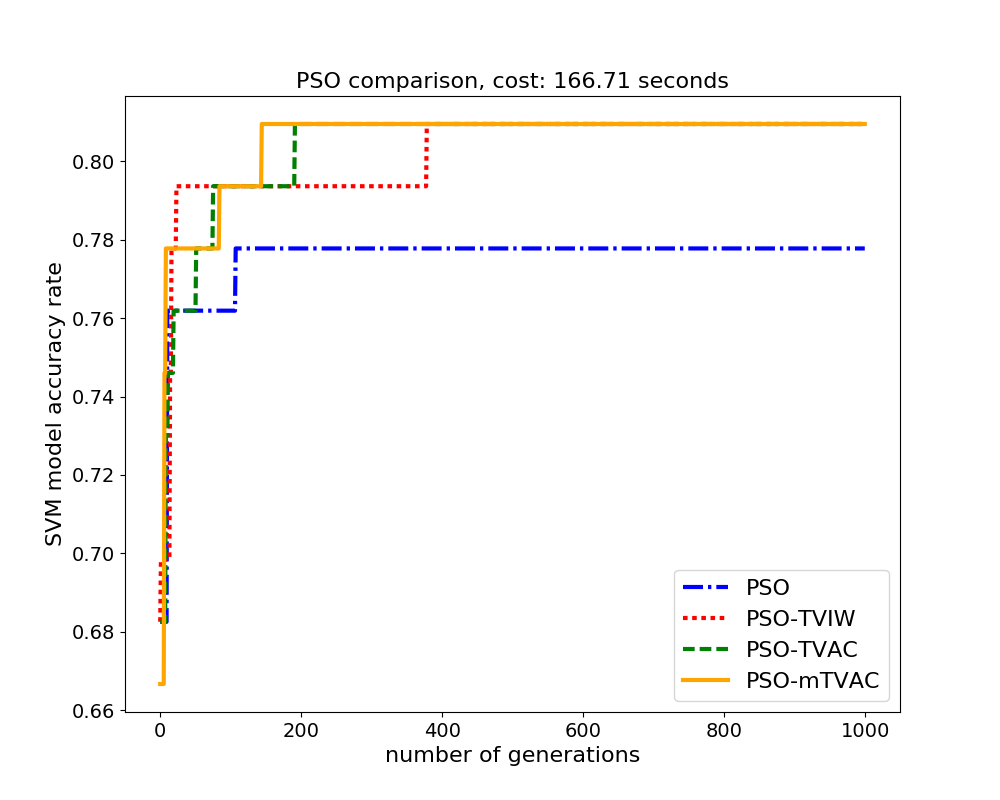 PSO comparison, cost: 166.71 seconds
SVM model accuracy rate
0.80
0.78
0.76
0.74
0.72
0.70
0.68
0.66
0 200 400 600 800 1000
number of generations
PSO
PSO-TVIW
PSO-TVAC
PSO-mTVAC